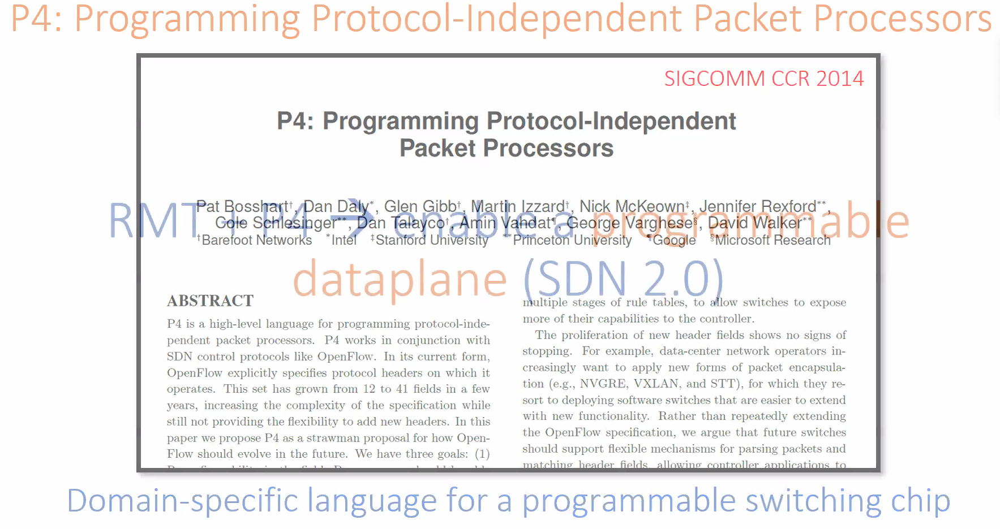 P4: Programming Protocol-Independent Packet Processors
SIGCOMM CCR 2014
P4: Programming Protocol-Independent
Packet Processors
Pat Bosshart†, Dan Daly*, Glen Gibb†, Martin Izzard†, Nick McKeown‡, Jennifer Rexford**,
Cole Schlesinger**, Dan Talayco†, Amin Vahdat¶, George Varghese§, David Walker**
†Barefoot Networks *Intel ‡Stanford University **Princeton University ¶Google §Microsoft Research
RMT + P4 → enable a programmable
dataplane (SDN 2.0)
ABSTRACT
P4 is a high-level language for programming protocol-inde-
pendent packet processors. P4 works in conjunction with
SDN control protocols like OpenFlow. In its current form,
OpenFlow explicitly specifies protocol headers on which it
operates. This set has grown from 12 to 41 fields in a few
years, increasing the complexity of the specification while
still not providing the flexibility to add new headers. In this
paper we propose P4 as a strawman proposal for how Open-
Flow should evolve in the future. We have three goals: (1)
multiple stages of rule tables, to allow switches to expose
more of their capabilities to the controller.
The proliferation of new header fields shows no signs of
stopping. For example, data-center network operators in-
creasingly want to apply new forms of packet encapsula-
tion (e.g., NVGRE, VXLAN, and STT), for which they re-
sort to deploying software switches that are easier to extend
with new functionality. Rather than repeatedly extending
the OpenFlow specification, we argue that future switches
should support flexible mechanisms for parsing packets and
matching header fields, allowing controller applications to
Domain-specific language for a programmable switching chip